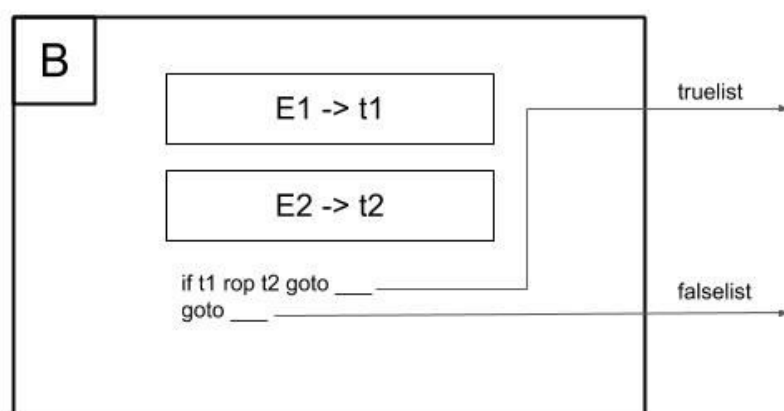 B
E1 -> t1
truelist
E2 -> t2
if t1 rop t2 goto ___
falselist
goto ___